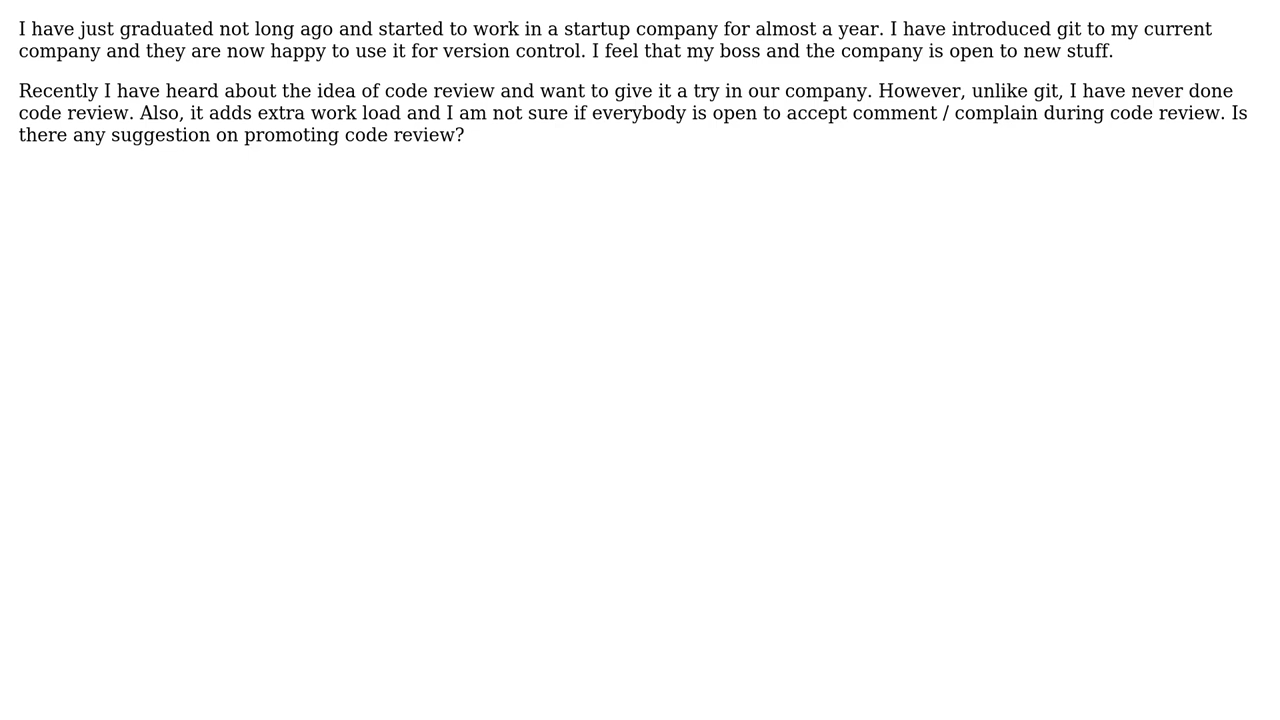 I have just graduated not long ago and started to work in a startup company for almost a year. I have introduced git to my current
company and they are now happy to use it for version control. I feel that my boss and the company is open to new stuff.
Recently I have heard about the idea of code review and want to give it a try in our company. However, unlike git, I have never done
code review. Also, it adds extra work load and I am not sure if everybody is open to accept comment / complain during code review. Is
there any suggestion on promoting code review?